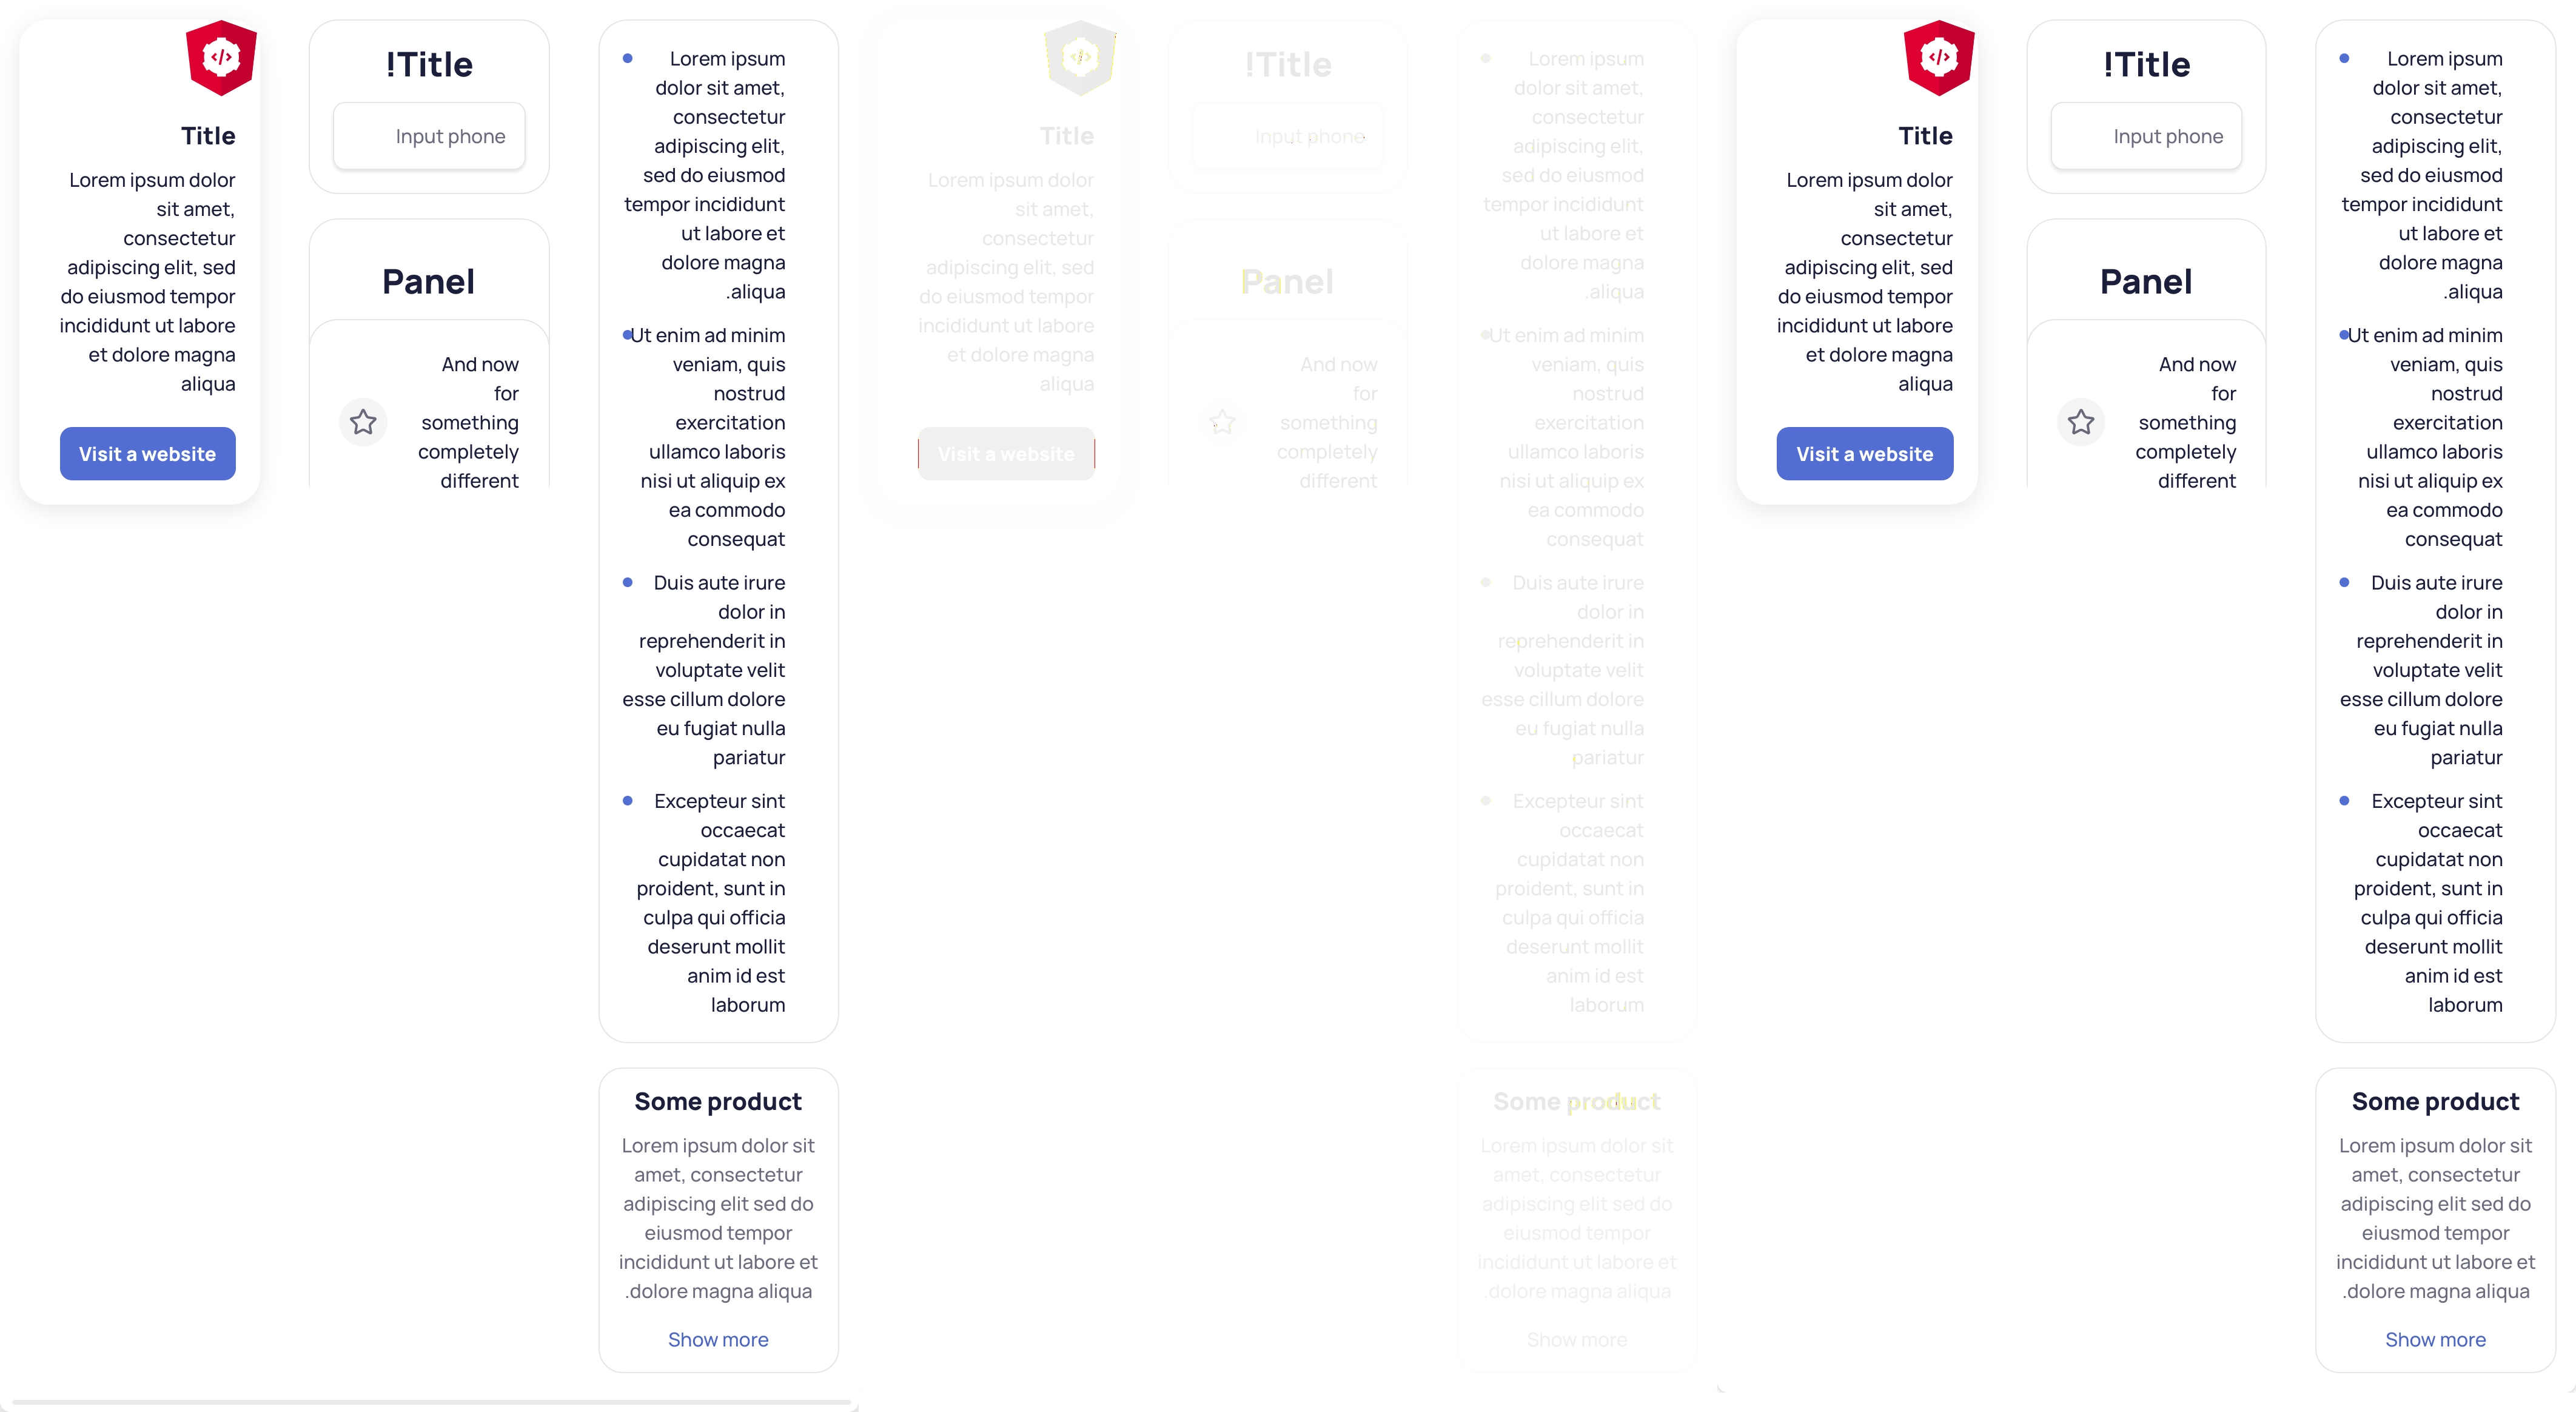 </>
Title
Lorem ipsum dolor
sit amet,
consectetur
adipiscing elit, sed
do eiusmod tempor
incididunt ut labore
et dolore magna
aliqua
Visit a website
!Title
Input phone
Panel
And now
for
something
completely
different
Lorem ipsum
dolor sit amet,
consectetur
adipiscing elit,
sed do eiusmod
tempor incididunt
ut labore et
dolore magna
.aliqua
Ut enim ad minim
veniam, quis
nostrud
exercitation
ullamco laboris
nisi ut aliquip ex
ea commodo
consequat
Duis aute irure
dolor in
reprehenderit in
voluptate velit
esse cillum dolore
eu fugiat nulla
pariatur
Excepteur sint
occaecat
cupidatat non
proident, sunt in
culpa qui officia
deserunt mollit
anim id est
laborum
Some product
Lorem ipsum dolor sit
amet, consectetur
adipiscing elit sed do
eiusmod tempor
incididunt ut labore et
.dolore magna aliqua
Show more
</>
Title
Lorem ipsum dolor
sit amet,
consectetur
adipiscing elit, sed
do eiusmod tempor
incididunt ut labore
et dolore magna
aliqua
Visit a website
!Title
Input phone
Panel
And now
for
something
completely
different
Lorem ipsum
dolor sit amet,
consectetur
adipiscing elit,
sed do eiusmod
tempor incididunt
ut labore et
dolore magna
.aliqua
Ut enim ad minim
veniam, quis
nostrud
exercitation
ullamco laboris
nisi ut aliquip ex
ea commodo
consequat
Duis aute irure
dolor in
reprehenderit in
voluptate velit
esse cillum dolore
eu fugiat nulla
pariatur
Excepteur sint
occaecat
cupidatat non
proident, sunt in
culpa qui officia
deserunt mollit
anim id est
laborum
Some product
Lorem ipsum dolor sit
amet, consectetur
adipiscing elit sed do
eiusmod tempor
incididunt ut labore et
.dolore magna aliqua
Show more
</>
Title
Lorem ipsum dolor
sit amet,
consectetur
adipiscing elit, sed
do eiusmod tempor
incididunt ut labore
et dolore magna
aliqua
Visit a website
!Title
Input phone
Panel
And now
for
something
completely
different
Lorem ipsum
dolor sit amet,
consectetur
adipiscing elit,
sed do eiusmod
tempor incididunt
ut labore et
dolore magna
.aliqua
Ut enim ad minim
veniam, quis
nostrud
exercitation
ullamco laboris
nisi ut aliquip ex
ea commodo
consequat
Duis aute irure
dolor in
reprehenderit in
voluptate velit
esse cillum dolore
eu fugiat nulla
pariatur
Excepteur sint
occaecat
cupidatat non
proident, sunt in
culpa qui officia
deserunt mollit
anim id est
laborum
Some product
Lorem ipsum dolor sit
amet, consectetur
adipiscing elit sed do
eiusmod tempor
incididunt ut labore et
.dolore magna aliqua
Show more